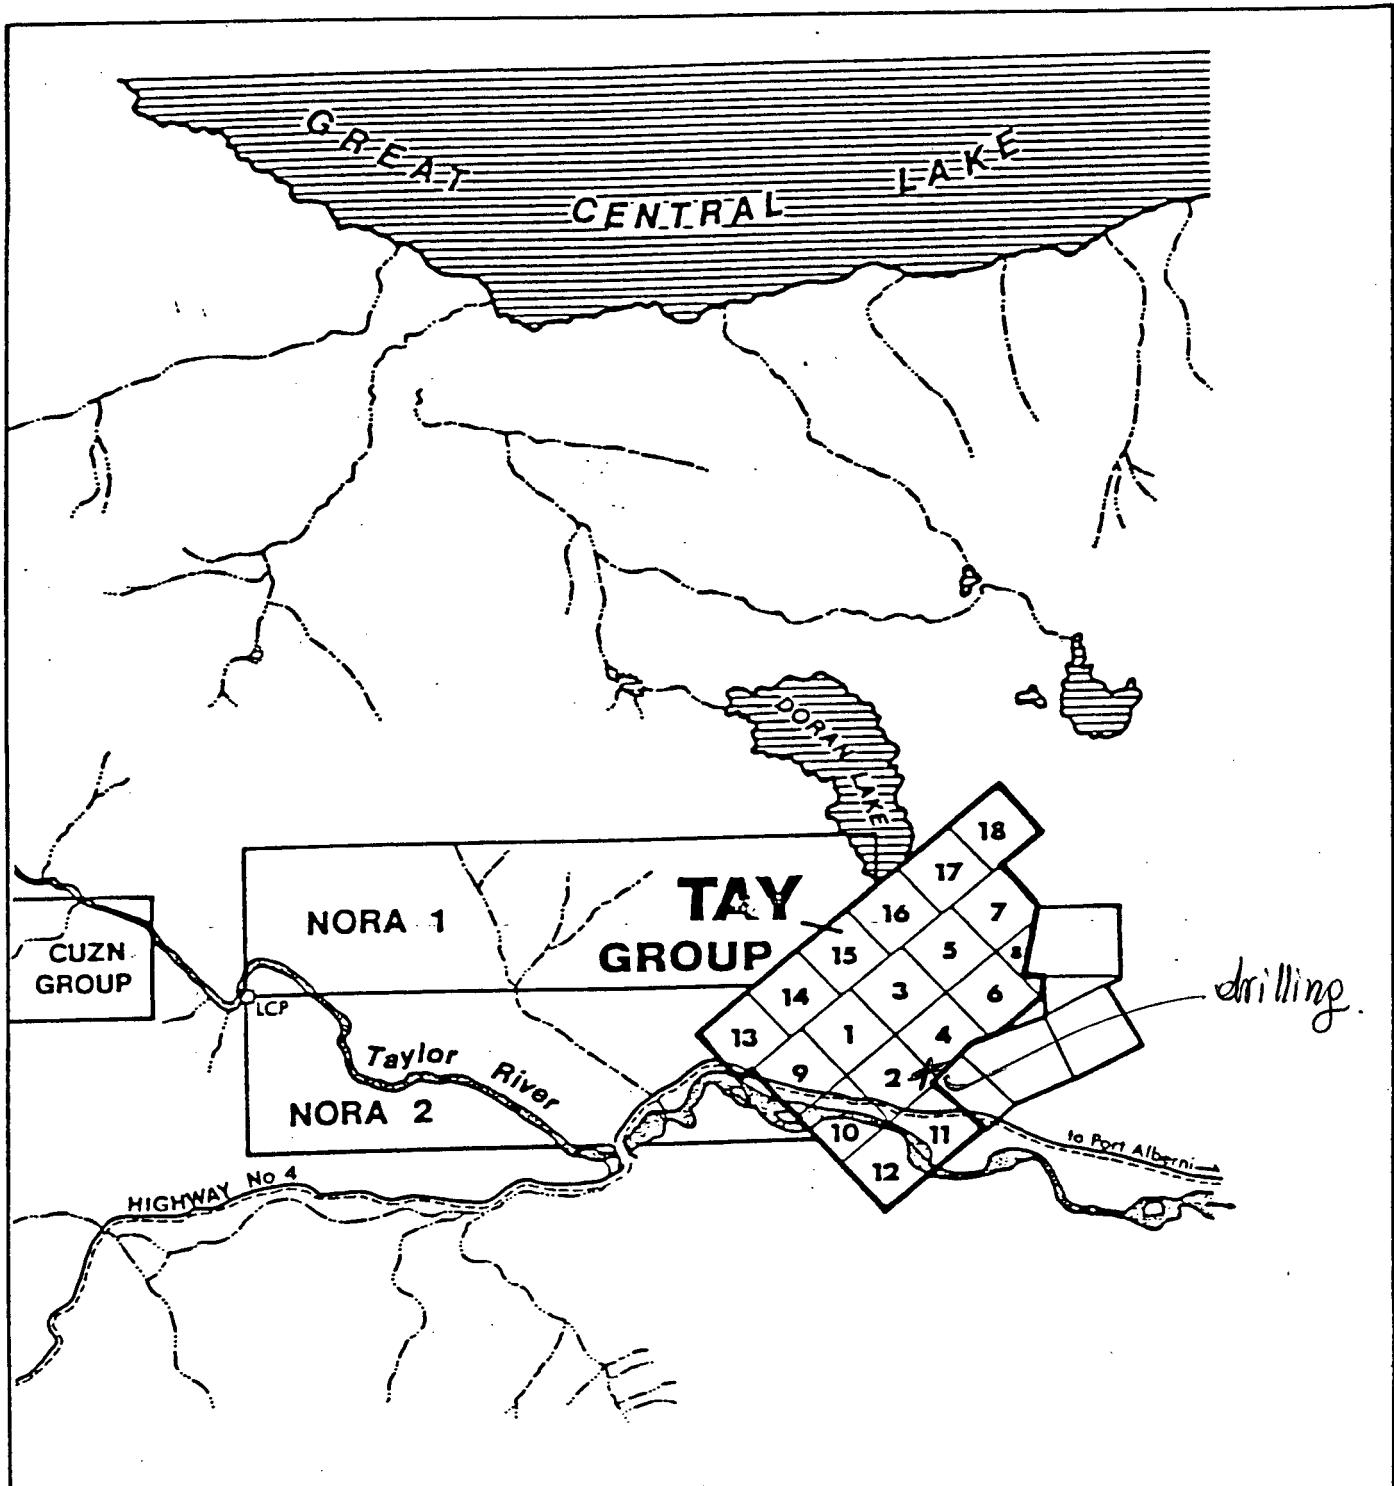 GREAT CENTRAL LAKE
DORAN LAKE
18
17
16
7
NORA 1
TAY
GROUP
15
5
8
CUZN
GROUP
14
3
6
drilling.
LCP
13
1
4
Taylor River
9
2
NORA 2
10
11
to Port Alberni
12
HIGHWAY No 4